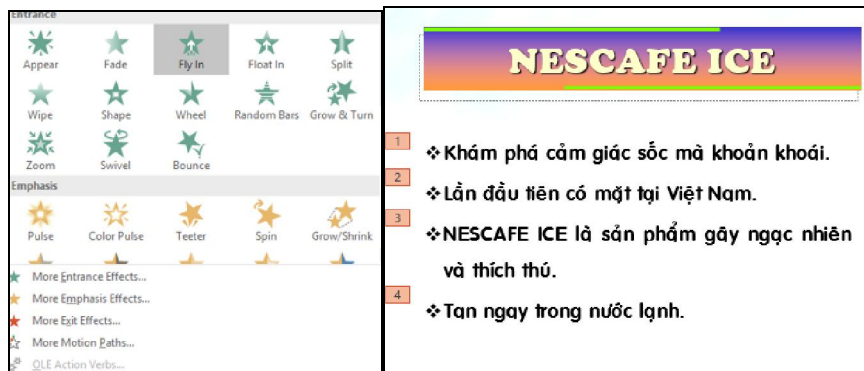 Entrance
Appear
Fade
Fly In
Float In
Split
Wipe
Shape
Wheel
Random Bars
Grow & Turn
Zoom
Swivel
Bounce
Emphasis
Pulse
Color Pulse
Teeter
Spin
Grow/Shrink
More Entrance Effects...
More Emphasis Effects...
More Exit Effects...
More Motion Paths...
OLE Action Verbs...
NESCAFE ICE
1
❖Khám phá cảm giác sốc mà khoản khoái.
2
❖Lần đầu tiên có mặt tại Việt Nam.
3
❖NESCAFE ICE là sản phẩm gây ngạc nhiên
và thích thú.
4
❖Tan ngay trong nước lạnh.